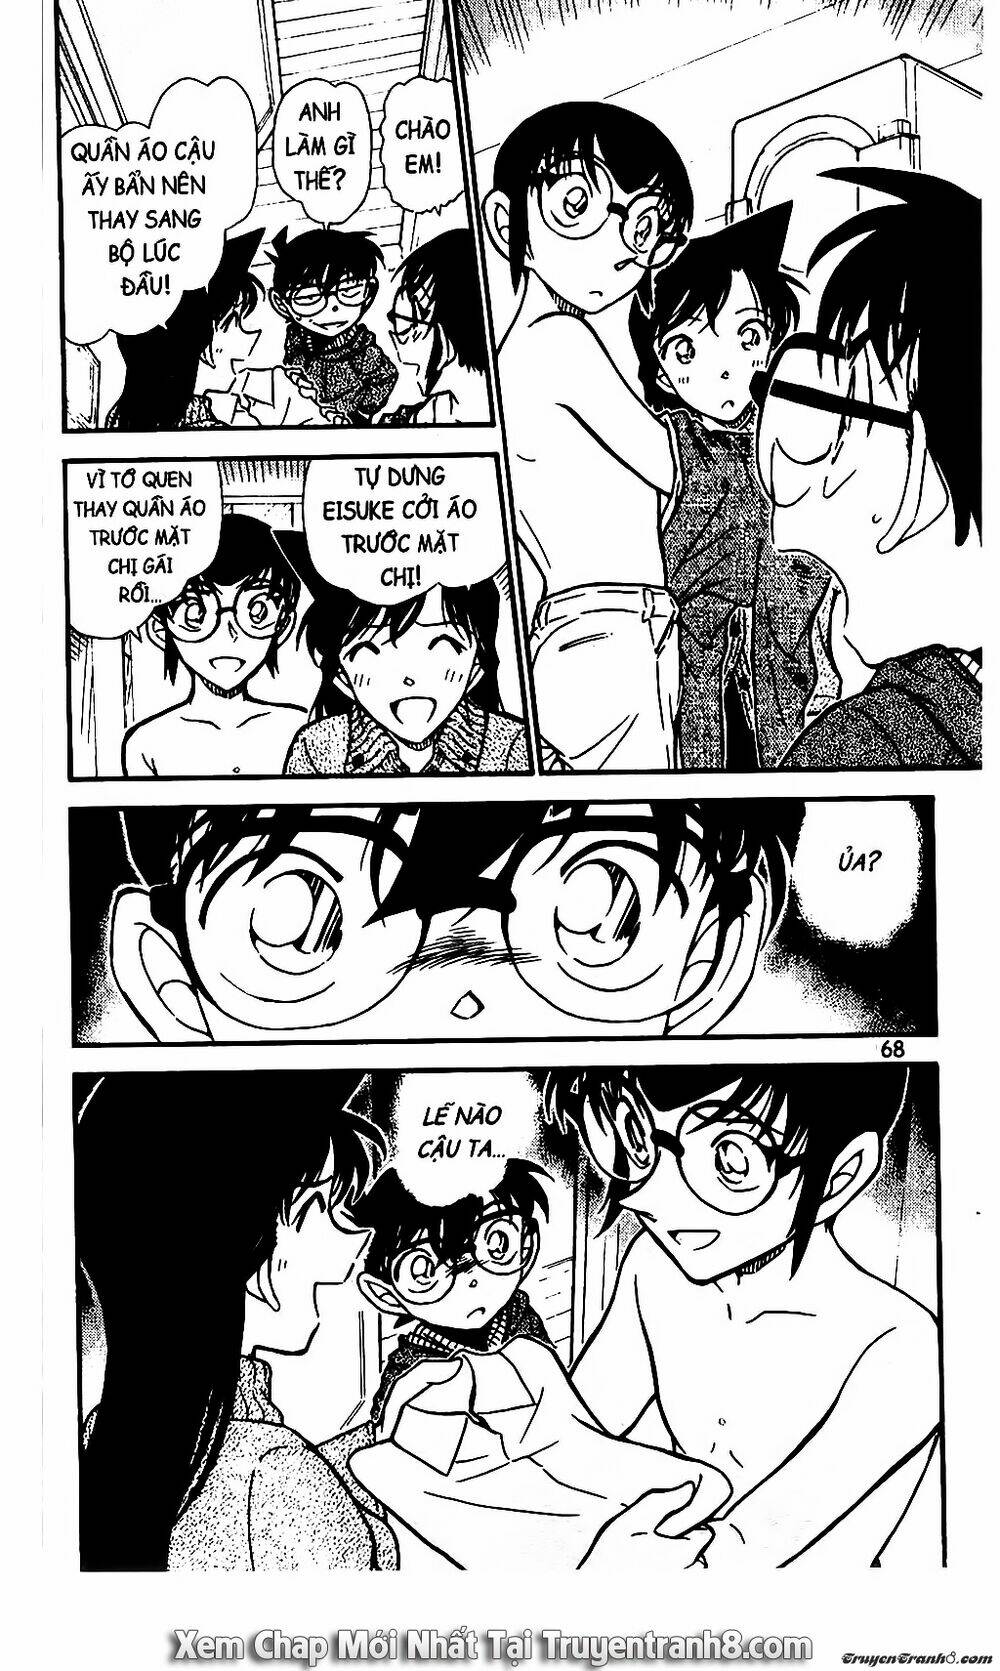 CHÀO
EM!
ANH
LÀM GÌ
THẾ?
QUẦN ÁO CẬU
ẤY BẨN NÊN
THAY SANG
BỘ LÚC
ĐẦU!
TỰ DƯNG
EISUKE CỞI ÁO
TRƯỚC MẶT
CHỊ!
VÌ TỚ QUEN
THAY QUẦN ÁO
TRƯỚC MẶT
CHỊ GÁI
RỒI...
ỦA?
68
LẼ NÀO
CẬU TA...
Xem Chap Mới Nhất Tại Truyentranh8.com
TruyenTranh8.com